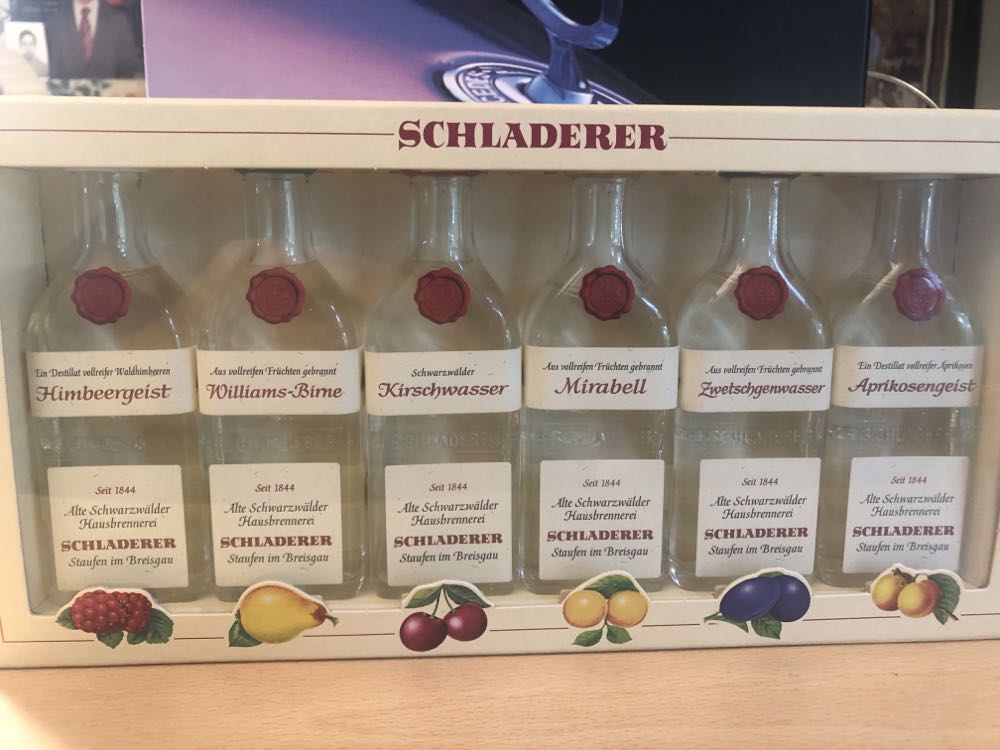 CEDES
SCHLADERER
Ein Destillat vollreifer Waldhimbeeren
Himbeergeist
Seit 1844
Alte Schwarzwälder
Hausbrennerei
SCHLADERER
Staufen im Breisgau
Aus vollreifen Früchten gebrannt
Williams-Birne
Seit 1844
Alte Schwarzwälder
Hausbrennerei
SCHLADERER
Staufen im Breisgau
Schwarzwälder
Kirschwasser
SCHLADERER
Seit 1844
Alte Schwarzwälder
Hausbrennerei
SCHLADERER
Staufen im Breisgau
Aus vollreifen Früchten gebrannt
Mirabell
Seit 1844
Alte Schwarzwälder
Hausbrennerei
SCHLADERER
Staufen im Breisgau
Aus vollreifen Früchten gebrannt
Zwetschgenwasser
SCHLADERER
Seit 1844
Alte Schwarzwälder
Hausbrennerei
SCHLADERER
Staufen im Breisgau
Ein Destillat vollreifer Aprikosen
Aprikosengeist
Seit 1844
Alte Schwarzwälder
Hausbrennerei
SCHLADERER
Staufen im Breisgau